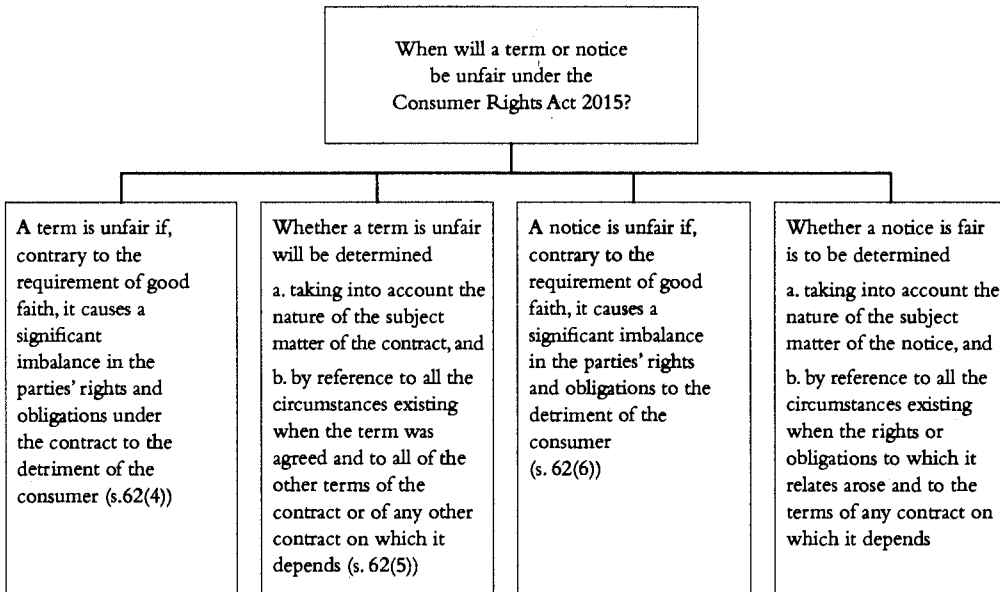 When will a term or notice
be unfair under the
Consumer Rights Act 2015?
A term is unfair if,
contrary to the
requirement of good
faith, it causes a
significant
imbalance in the
parties' rights and
obligations under
the contract to the
detriment of the
consumer (s.62(4))
Whether a term is unfair
will be determined
a. taking into account the
nature of the subject
matter of the contract, and
b. by reference to all the
circumstances existing
when the term was
agreed and to all of the
other terms of the
contract or of any other
contract on which it
depends (s. 62(5))
A notice is unfair if,
contrary to the
requirement of good
faith, it causes a
significant imbalance
in the parties' rights
and obligations to the
detriment of the
consumer
(s. 62(6))
Whether a notice is fair
is to be determined
a. taking into account the
nature of the subject
matter of the notice, and
b. by reference to all the
circumstances existing
when the rights or
obligations to which it
relates arose and to the
terms of any contract on
which it depends